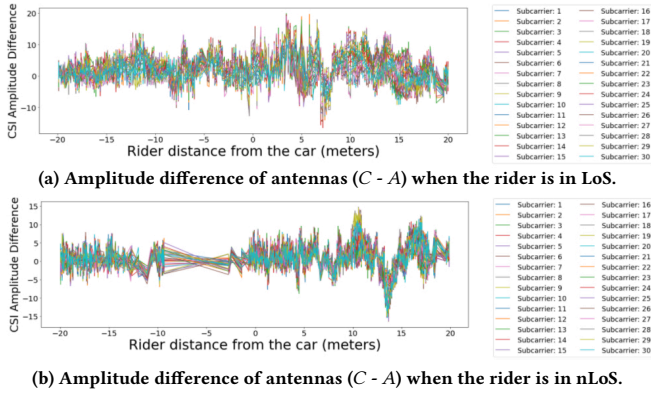 CSI Amplitude Difference
20
10
0
−10
−20 −15 −10 −5 0 5 10 15 20
Rider distance from the car (meters)
Subcarrier: 1 Subcarrier: 16
Subcarrier: 2 Subcarrier: 17
Subcarrier: 3 Subcarrier: 18
Subcarrier: 4 Subcarrier: 19
Subcarrier: 5 Subcarrier: 20
Subcarrier: 6 Subcarrier: 21
Subcarrier: 7 Subcarrier: 22
Subcarrier: 8 Subcarrier: 23
Subcarrier: 9 Subcarrier: 24
Subcarrier: 10 Subcarrier: 25
Subcarrier: 11 Subcarrier: 26
Subcarrier: 12 Subcarrier: 27
Subcarrier: 13 Subcarrier: 28
Subcarrier: 14 Subcarrier: 29
Subcarrier: 15 Subcarrier: 30
(a) Amplitude difference of antennas (C - A) when the rider is in LoS.
CSI Amplitude Difference
15
10
5
0
−5
−10
−15
−20 −15 −10 −5 0 5 10 15 20
Rider distance from the car (meters)
Subcarrier: 1 Subcarrier: 16
Subcarrier: 2 Subcarrier: 17
Subcarrier: 3 Subcarrier: 18
Subcarrier: 4 Subcarrier: 19
Subcarrier: 5 Subcarrier: 20
Subcarrier: 6 Subcarrier: 21
Subcarrier: 7 Subcarrier: 22
Subcarrier: 8 Subcarrier: 23
Subcarrier: 9 Subcarrier: 24
Subcarrier: 10 Subcarrier: 25
Subcarrier: 11 Subcarrier: 26
Subcarrier: 12 Subcarrier: 27
Subcarrier: 13 Subcarrier: 28
Subcarrier: 14 Subcarrier: 29
Subcarrier: 15 Subcarrier: 30
(b) Amplitude difference of antennas (C - A) when the rider is in nLoS.